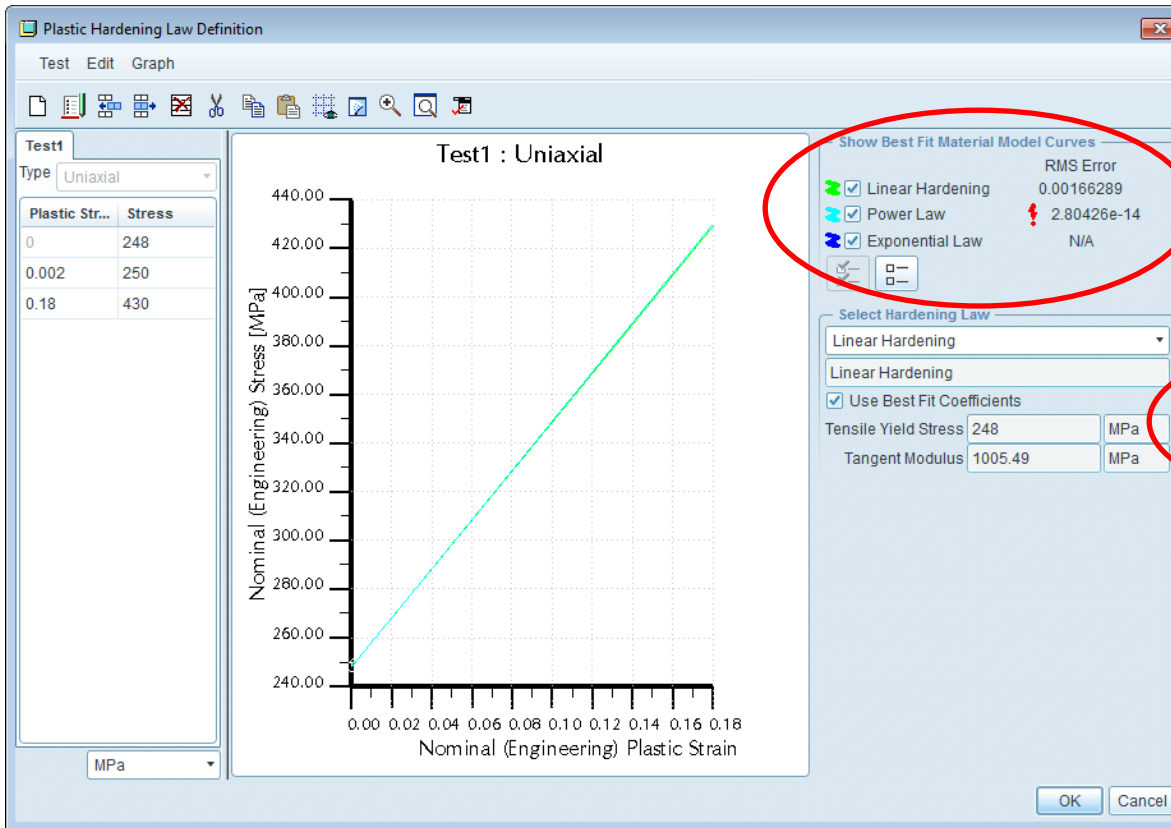 Plastic Hardening Law Definition
Test Edit Graph
Test1
Type Uniaxial
Plastic Str... Stress
0 248
0.002 250
0.18 430
MPa
Test1 : Uniaxial
440.00
420.00
400.00
380.00
360.00
340.00
320.00
300.00
280.00
260.00
240.00
Nominal (Engineering) Stress [MPa]
0.00 0.02 0.04 0.06 0.08 0.10 0.12 0.14 0.16 0.18
Nominal (Engineering) Plastic Strain
Show Best Fit Material Model Curves
RMS Error
Linear Hardening 0.00166289
Power Law 2.80426e-14
Exponential Law N/A
Select Hardening Law
Linear Hardening
Linear Hardening
Use Best Fit Coefficients
Tensile Yield Stress 248 MPa
Tangent Modulus 1005.49 MPa
OK Cancel